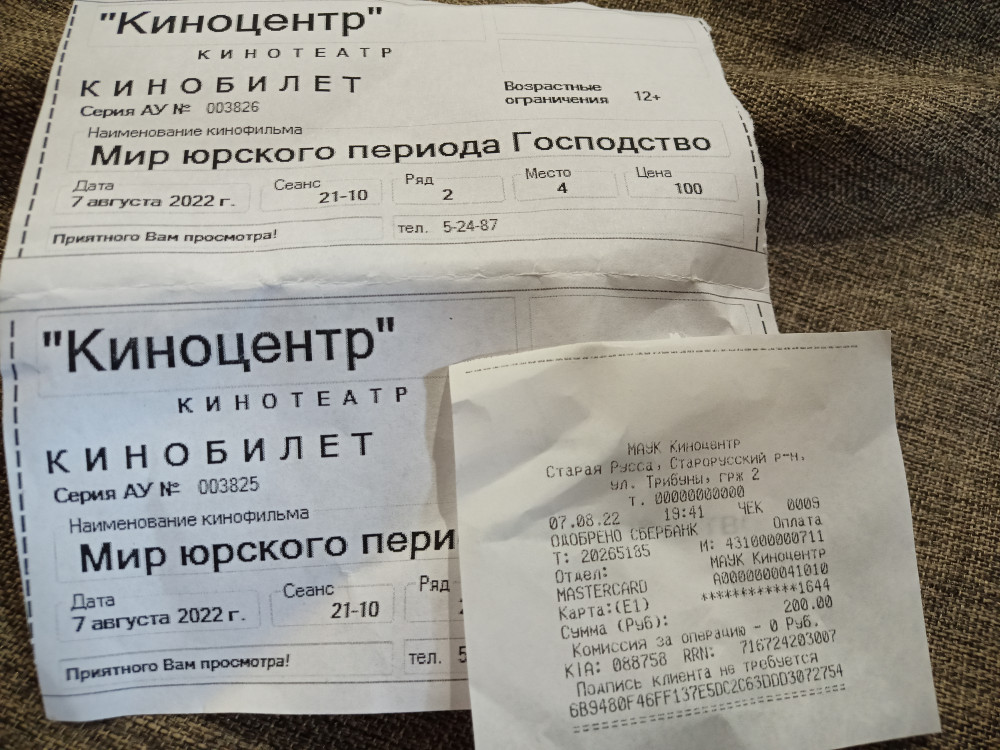 "Киноцентр"
КИНОТЕАТР
КИНОБИЛЕТ
Серия АУ № 003826
Возрастные
ограничения 12+
Наименование кинофильма
Мир юрского периода Господство
Дата Сеанс Ряд Место Цена
7 августа 2022 г. 21-10 2 4 100
Приятного Вам просмотра! тел. 5-24-87
"Киноцентр"
КИНОТЕАТР
КИНОБИЛЕТ
Серия АУ № 003825
Наименование кинофильма
Мир юрского пери
Дата Сеанс Ряд
7 августа 2022 г. 21-10
Приятного Вам просмотра! тел. 5
МАУК Киноцентр
Старая Русса, Старорусский р-н,
ул. Трибуны, грж 2
Т. 00000000000
07.08.22 19:41 ЧЕК 0009
ОДОБРЕНО СБЕРБАНК Оплата
Т: 20265135 М: 431000000711
Отдел: МАУК Киноцентр
MASTERCARD A0000000041010
Карта:(E1) ************1644
Сумма (Руб): 200.00
Комиссия за операцию - 0 Руб.
К1А: 088758 RRN: 716724203007
Подпись клиента не требуется
6B9480F46FF137E5DC2C63DDD3072754